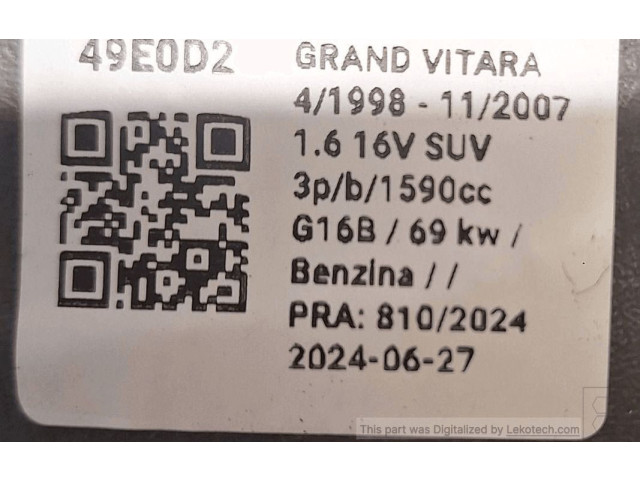 49E0D2
GRAND VITARA
4/1998 - 11/2007
1.6 16V SUV
3p/b/1590cc
G16B / 69 kw /
Benzina / /
PRA: 810/2024
2024-06-27
This part was Digitalized by Lekotech.com